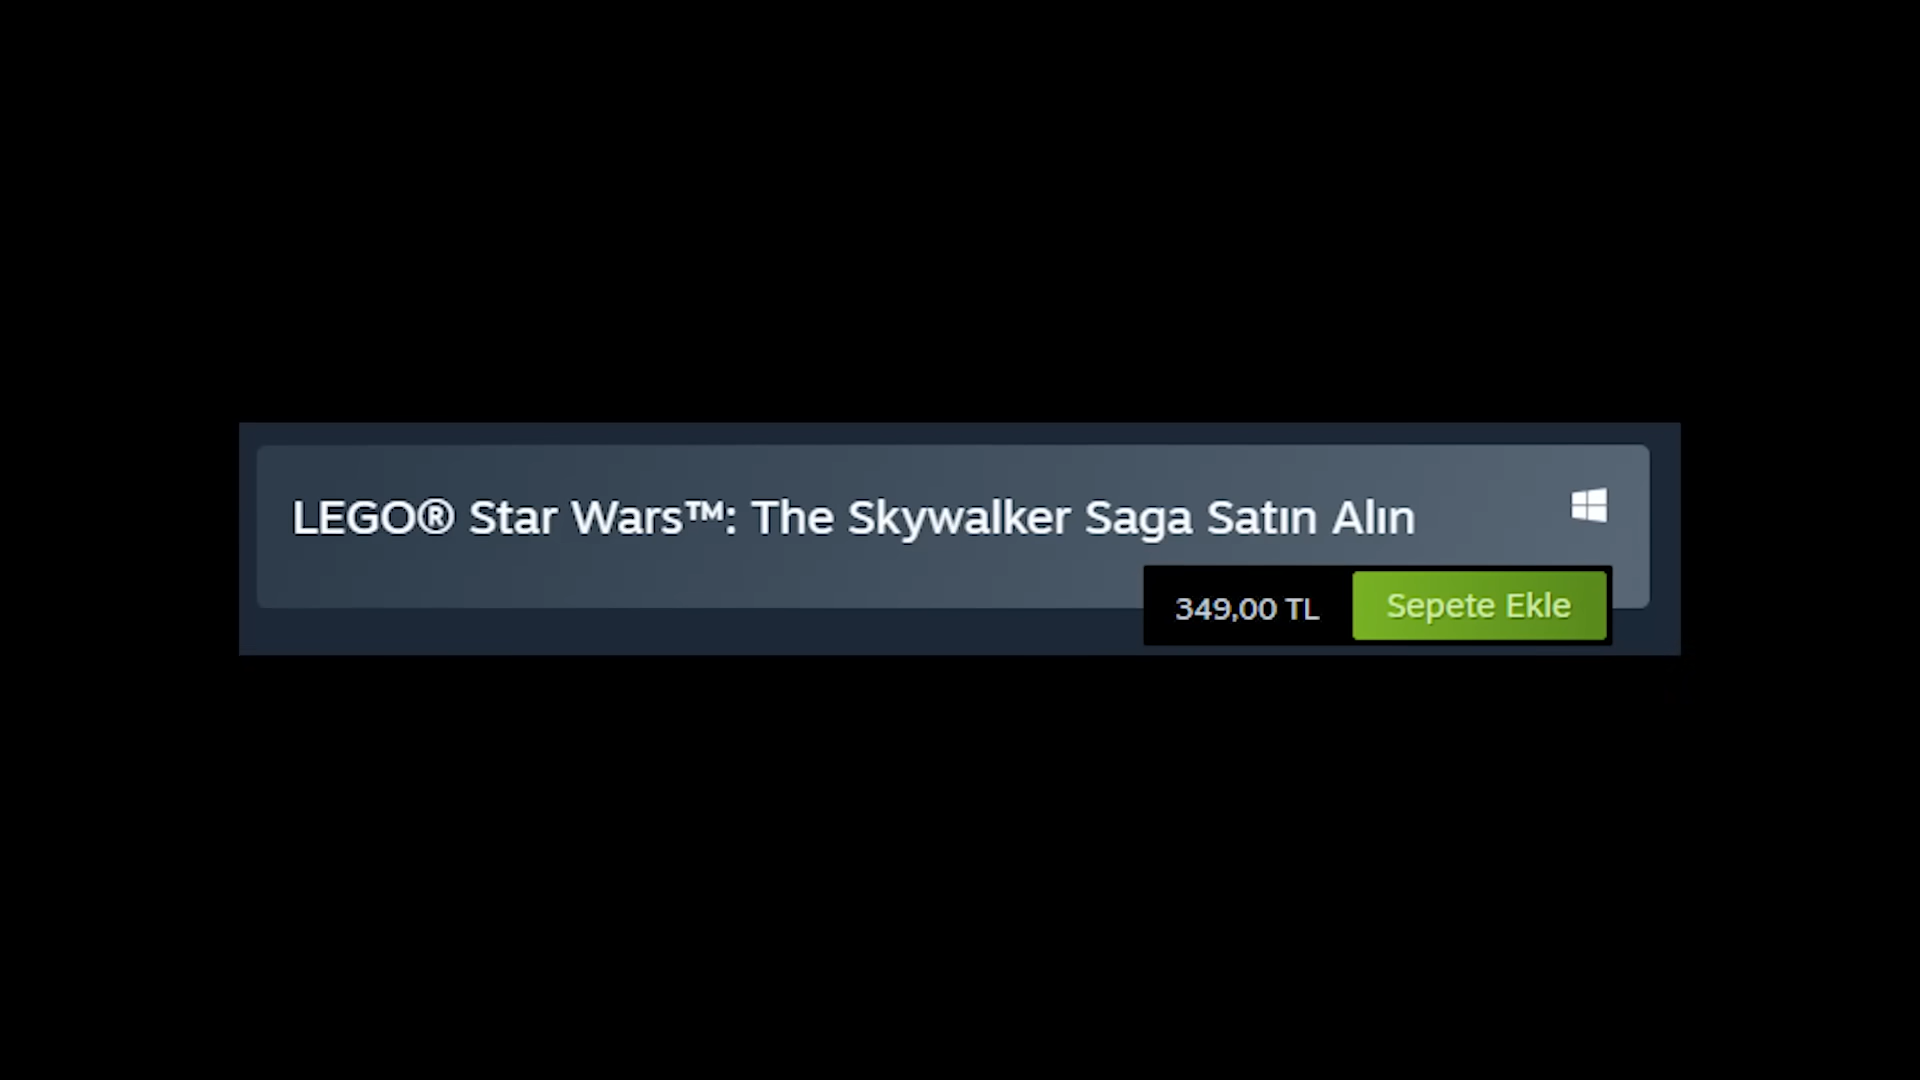 LEGO® Star Wars™: The Skywalker Saga Satın Alın
349,00 TL
Sepete Ekle